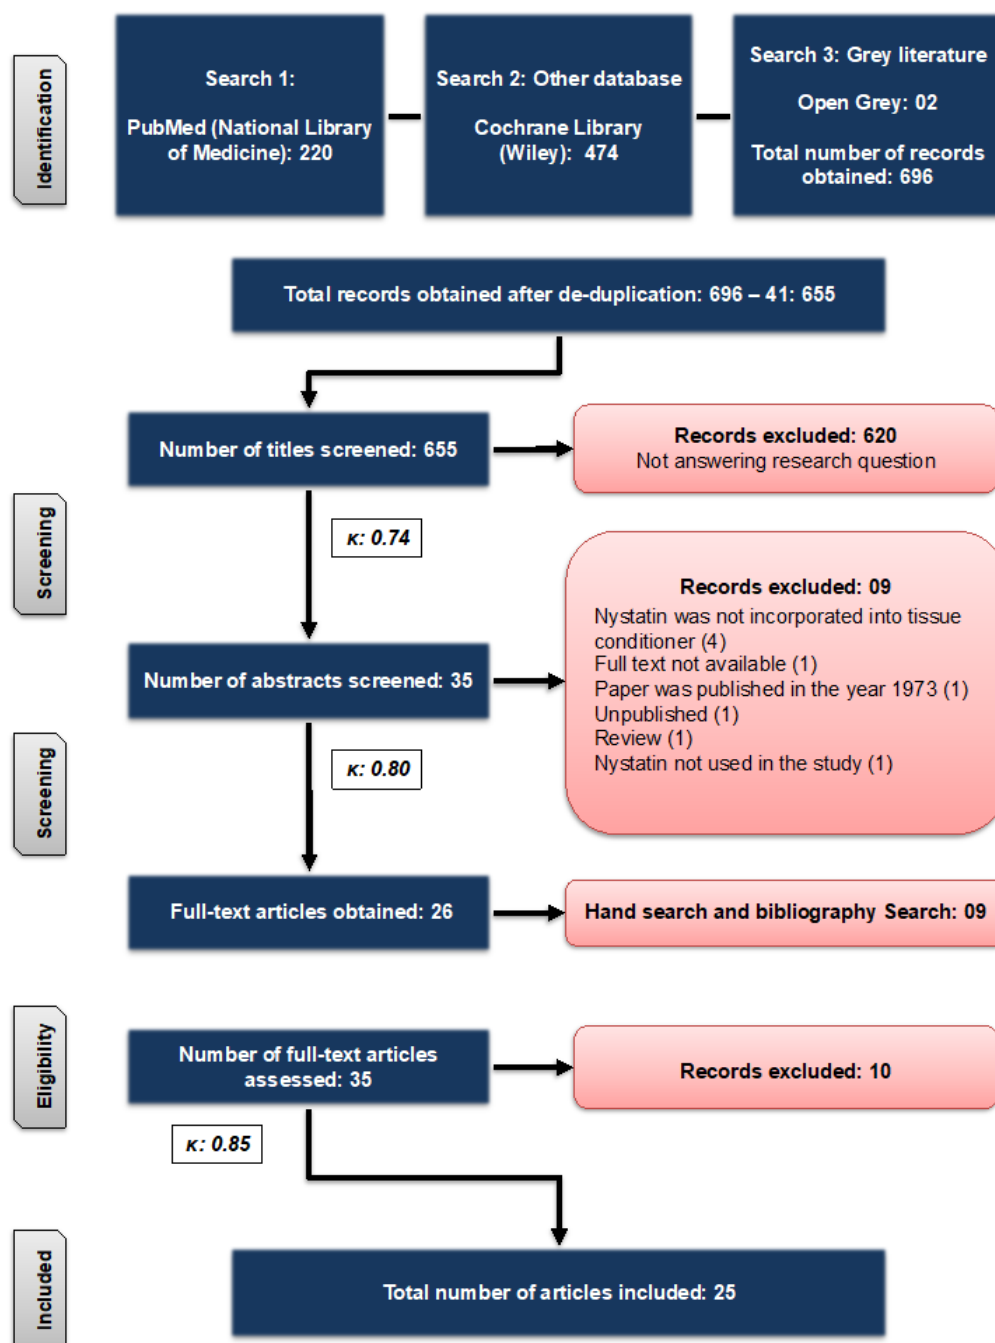 Identification
Search 1:
PubMed (National Library
of Medicine): 220
Search 2: Other database
Cochrane Library
(Wiley): 474
Search 3: Grey literature
Open Grey: 02
Total number of records
obtained: 696
Total records obtained after de-duplication: 696 – 41: 655
Number of titles screened: 655
Records excluded: 620
Not answering research question
Screening
κ: 0.74
Number of abstracts screened: 35
Records excluded: 09
Nystatin was not incorporated into tissue
conditioner (4)
Full text not available (1)
Paper was published in the year 1973 (1)
Unpublished (1)
Review (1)
Nystatin not used in the study (1)
Screening
κ: 0.80
Full-text articles obtained: 26
Hand search and bibliography Search: 09
Eligibility
Number of full-text articles
assessed: 35
Records excluded: 10
κ: 0.85
Included
Total number of articles included: 25